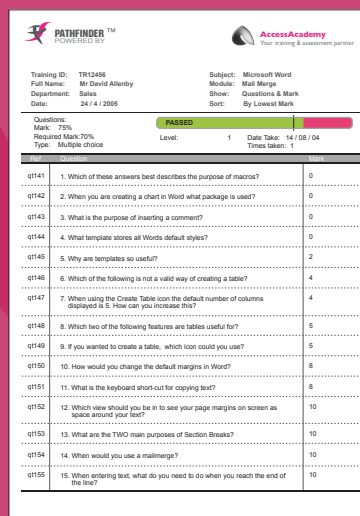 PATHFINDER™
POWERED BY
AccessAcademy
Your training & assessment partner
Training ID: TR12456 Subject: Microsoft Word
Full Name: Mr David Allenby Module: Mail Merge
Department: Sales Show: Questions & Mark
Date: 24 / 4 / 2005 Sort: By Lowest Mark
Questions: PASSED
Mark: 75%
Required Mark:70% Level: 1 Date Take: 14 / 08 / 04
Type: Multiple choice Times taken: 1
Ref Question Mark
qt141 1. Which of these answers best describes the purpose of macros? 0
qt142 2. When you are creating a chart in Word what package is used? 0
qt143 3. What is the purpose of inserting a comment? 0
qt144 4. What template stores all Words default styles? 0
qt145 5. Why are templates so useful? 2
qt146 6. Which of the following is not a valid way of creating a table? 4
qt147 7. When using the Create Table icon the default number of columns 4
displayed is 5. How can you increase this?
qt148 8. Which two of the following features are tables useful for? 5
qt149 9. If you wanted to create a table, which icon could you use? 5
qt150 10. How would you change the default margins in Word? 8
qt151 11. What is the keyboard short-cut for copying text? 8
qt152 12. Which view should you be in to see your page margins on screen as 10
space around your text?
qt153 13. What are the TWO main purposes of Section Breaks? 10
qt154 14. When would you use a mailmerge? 10
qt155 15. When entering text, what do you need to do when you reach the end of 10
the line?